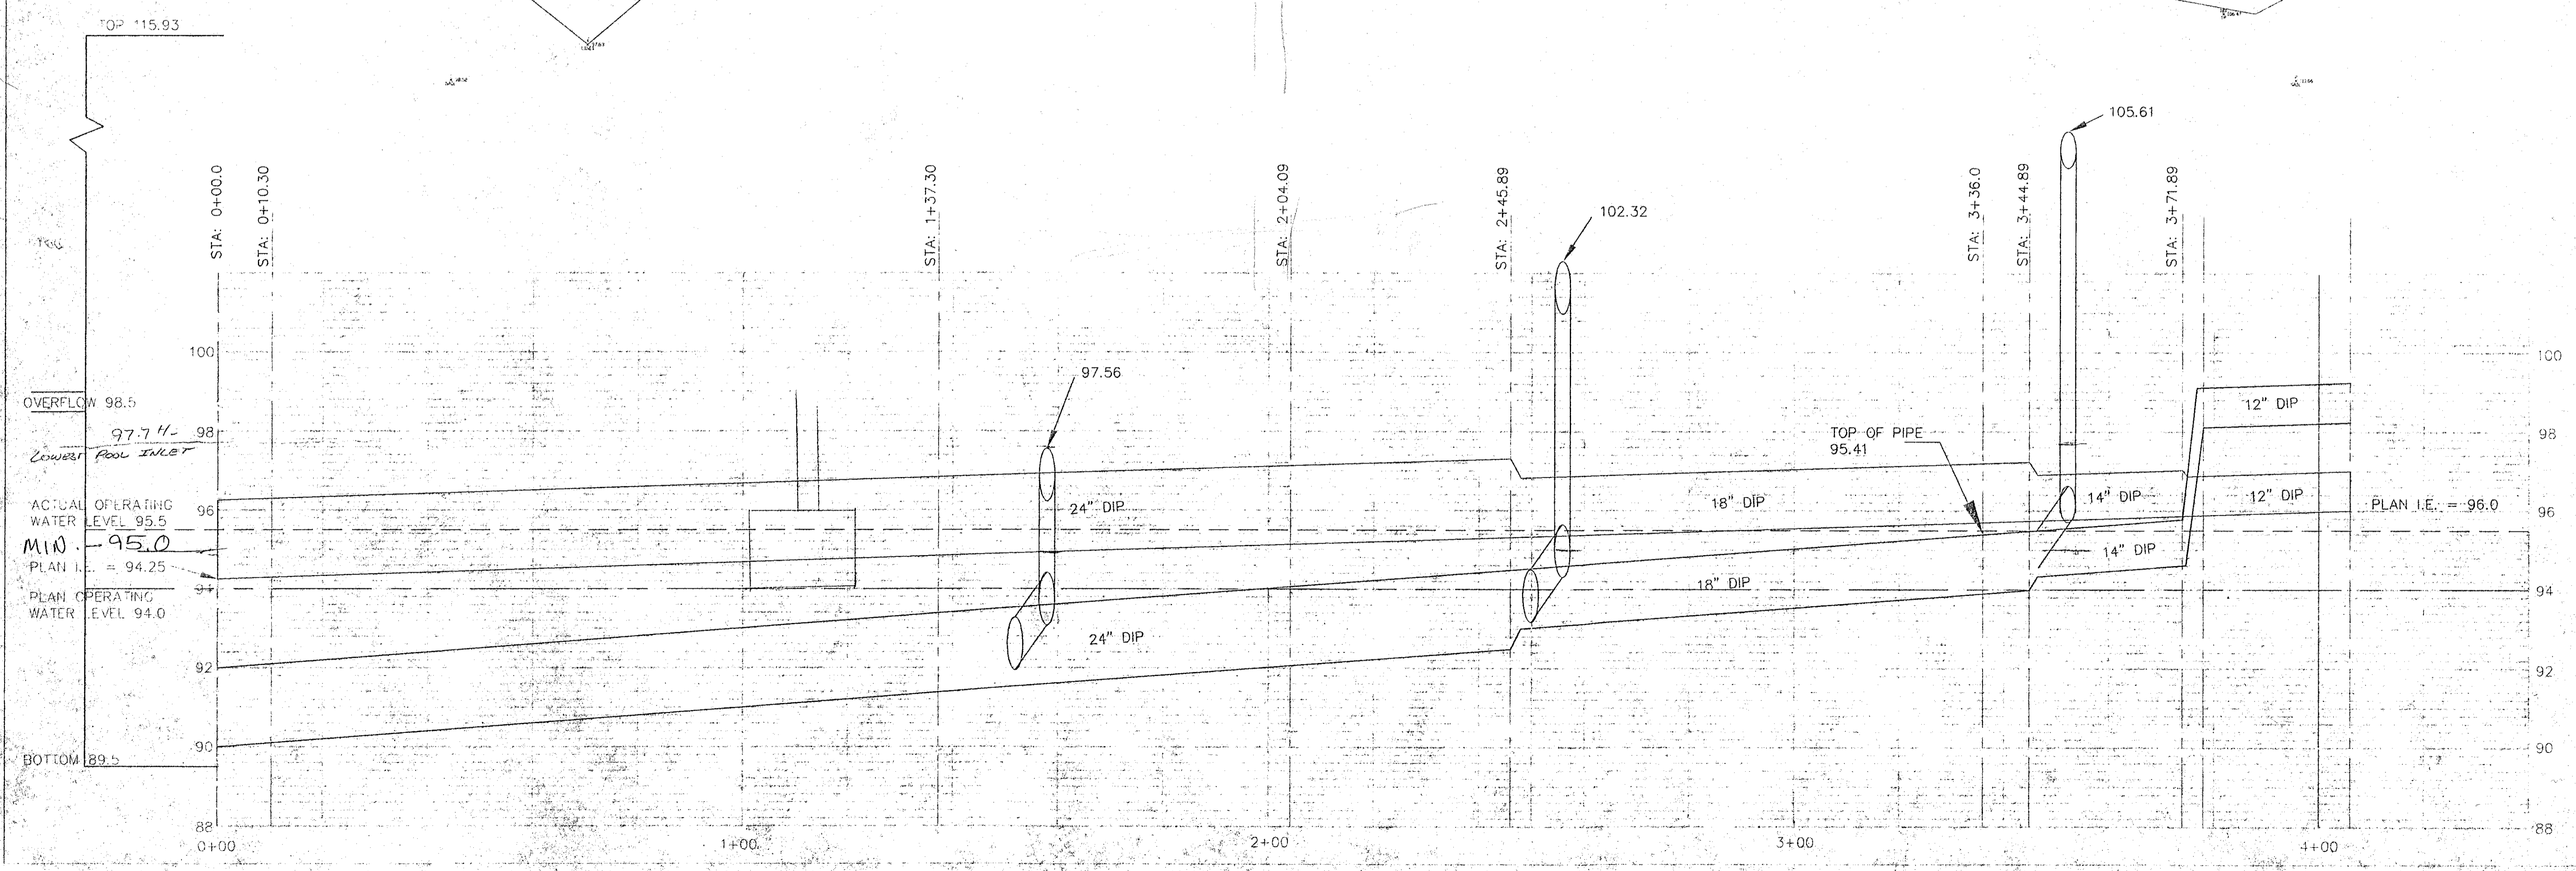 TOP 115.93
105.61
102.32
STA: 0+00.0
STA: 0+10.30
STA: 1+37.30
STA: 2+04.09
STA: 2+45.89
STA: 3+36.0
STA: 3+44.89
STA: 3+71.89
100
100
97.56
OVERFLOW 98.5
12" DIP
97.7 +/-
98
98
LOWEST POOL INLET
TOP OF PIPE
95.41
ACTUAL OPERATING
WATER LEVEL 95.5
96
24" DIP
18" DIP
14" DIP
12" DIP
PLAN I.E. = 96.0
96
MIN. - 95.0
14" DIP
PLAN I.E. = 94.25
PLAN OPERATING
WATER LEVEL 94.0
94
18" DIP
94
24" DIP
92
92
90
90
BOTTOM 89.5
88
88
0+00
1+00
2+00
3+00
4+00